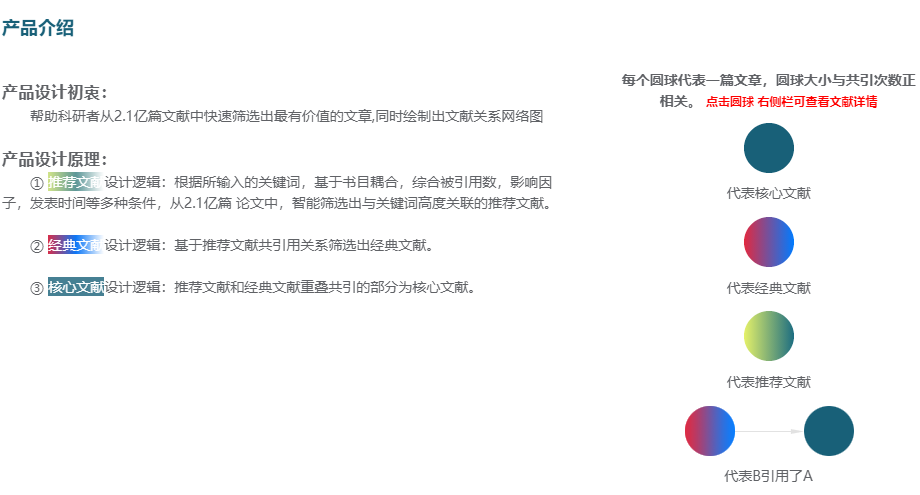 产品介绍
产品设计初衷：
帮助科研者从2.1亿篇文献中快速筛选出最有价值的文章,同时绘制出文献关系网络图
产品设计原理：
① 推荐文献设计逻辑：根据所输入的关键词，基于书目耦合，综合被引用数，影响因
子，发表时间等多种条件，从2.1亿篇 论文中，智能筛选出与关键词高度关联的推荐文献。
② 经典文献设计逻辑：基于推荐文献共引用关系筛选出经典文献。
③ 核心文献设计逻辑：推荐文献和经典文献重叠共引的部分为核心文献。
每个圆球代表一篇文章，圆球大小与共引次数正
相关。 点击圆球 右侧栏可查看文献详情
代表核心文献
代表经典文献
代表推荐文献
代表B引用了A